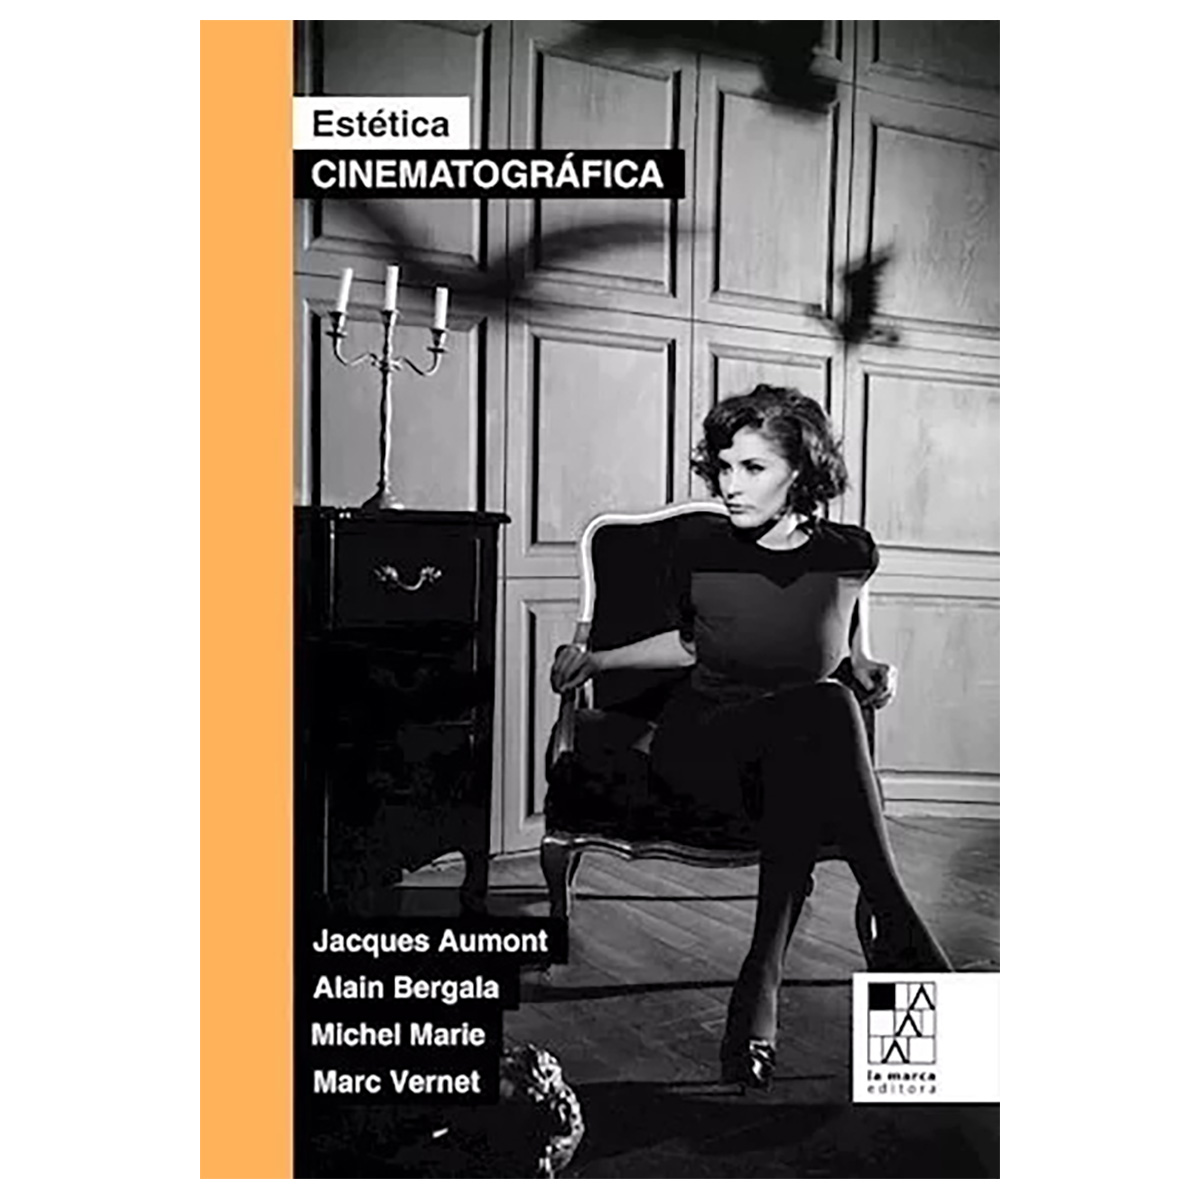 Estética
CINEMATOGRÁFICA
Jacques Aumont
Alain Bergala
Michel Marie
Marc Vernet
la marca
editora